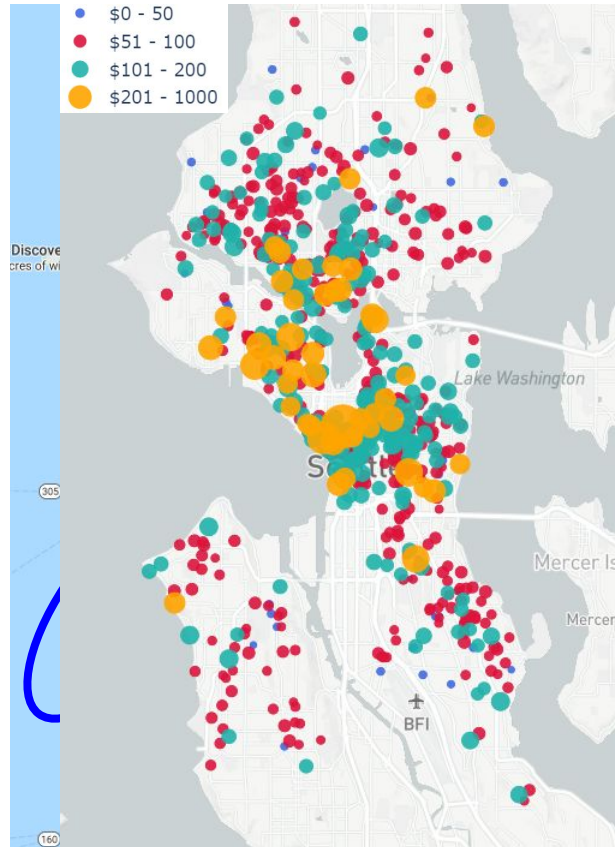 $0 - 50
$51 - 100
$101 - 200
$201 - 1000
Discove
cres of wi
Lake Washington
305
Mercer Is
Mercer
BFI
160